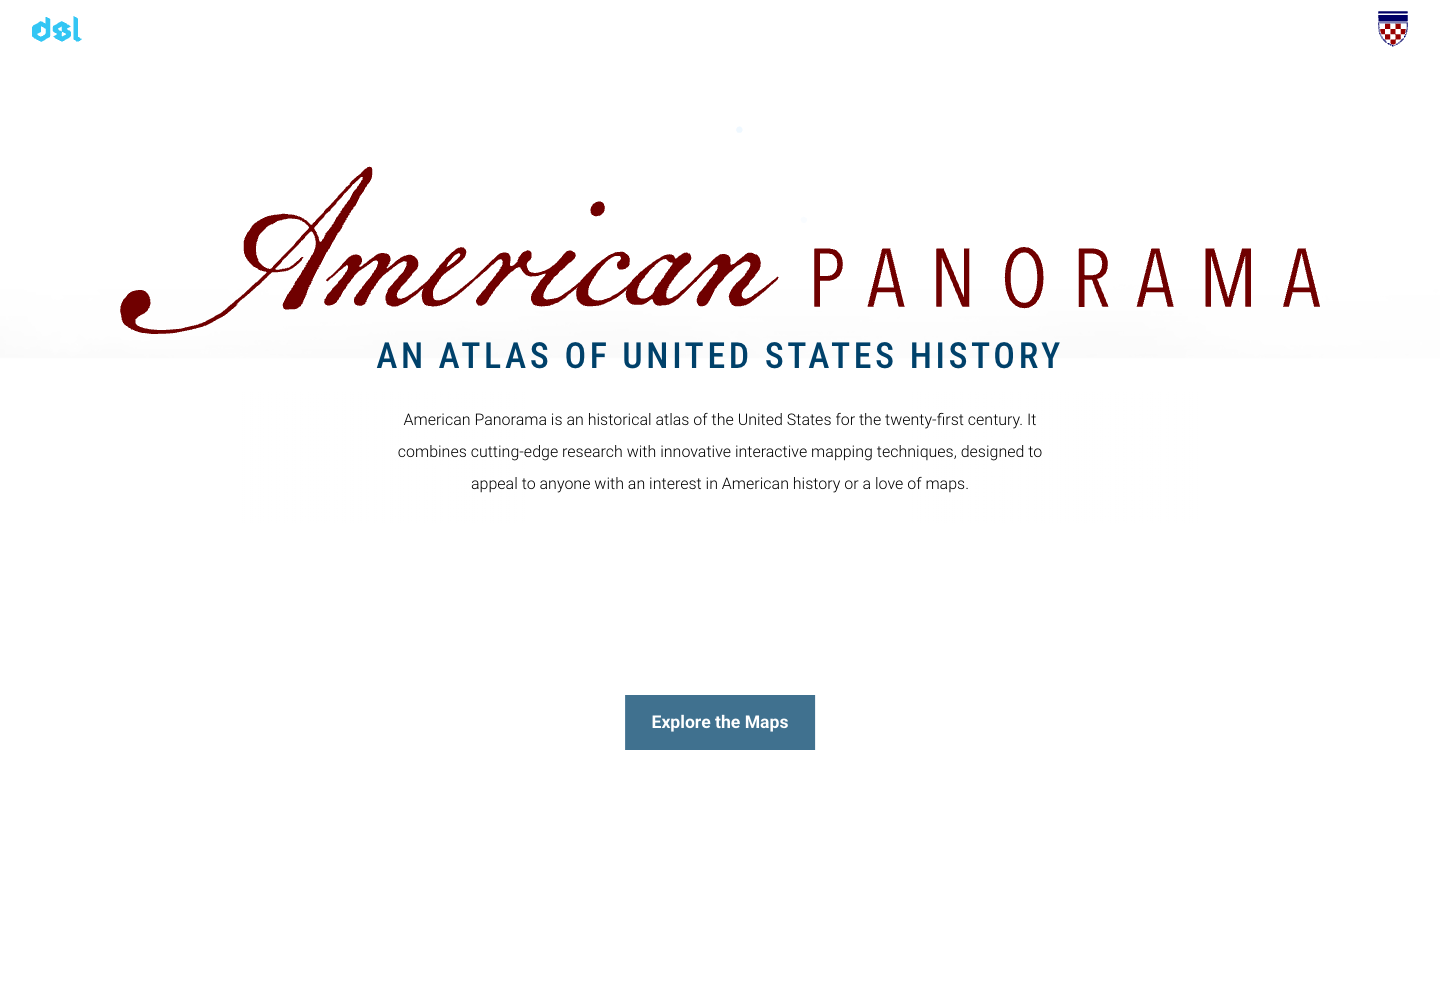 dsl
American PANORAMA
AN ATLAS OF UNITED STATES HISTORY
American Panorama is an historical atlas of the United States for the twenty-first century. It
combines cutting-edge research with innovative interactive mapping techniques, designed to
appeal to anyone with an interest in American history or a love of maps.
Explore the Maps